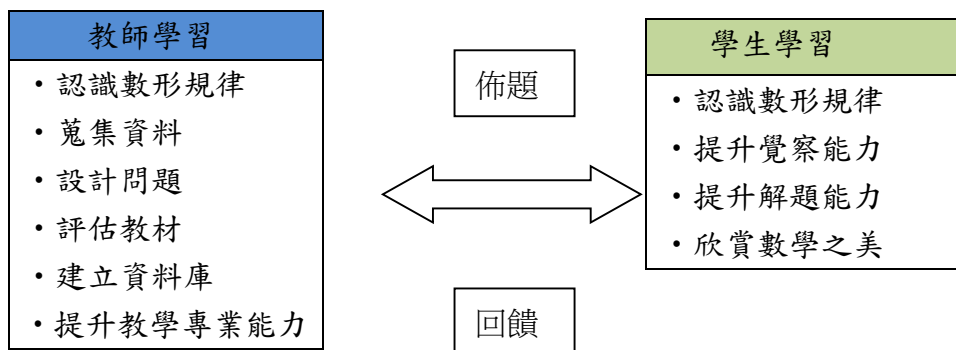 教師學習
・認識數形規律
・蒐集資料
・設計問題
・評估教材
・建立資料庫
・提升教學專業能力
佈題
回饋
學生學習
・認識數形規律
・提升覺察能力
・提升解題能力
・欣賞數學之美